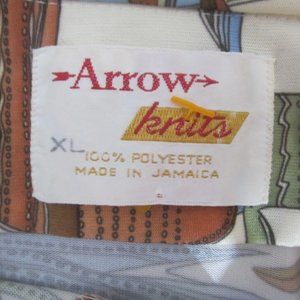 Arrow
knits
XL
100% POLYESTER
MADE IN JAMAICA